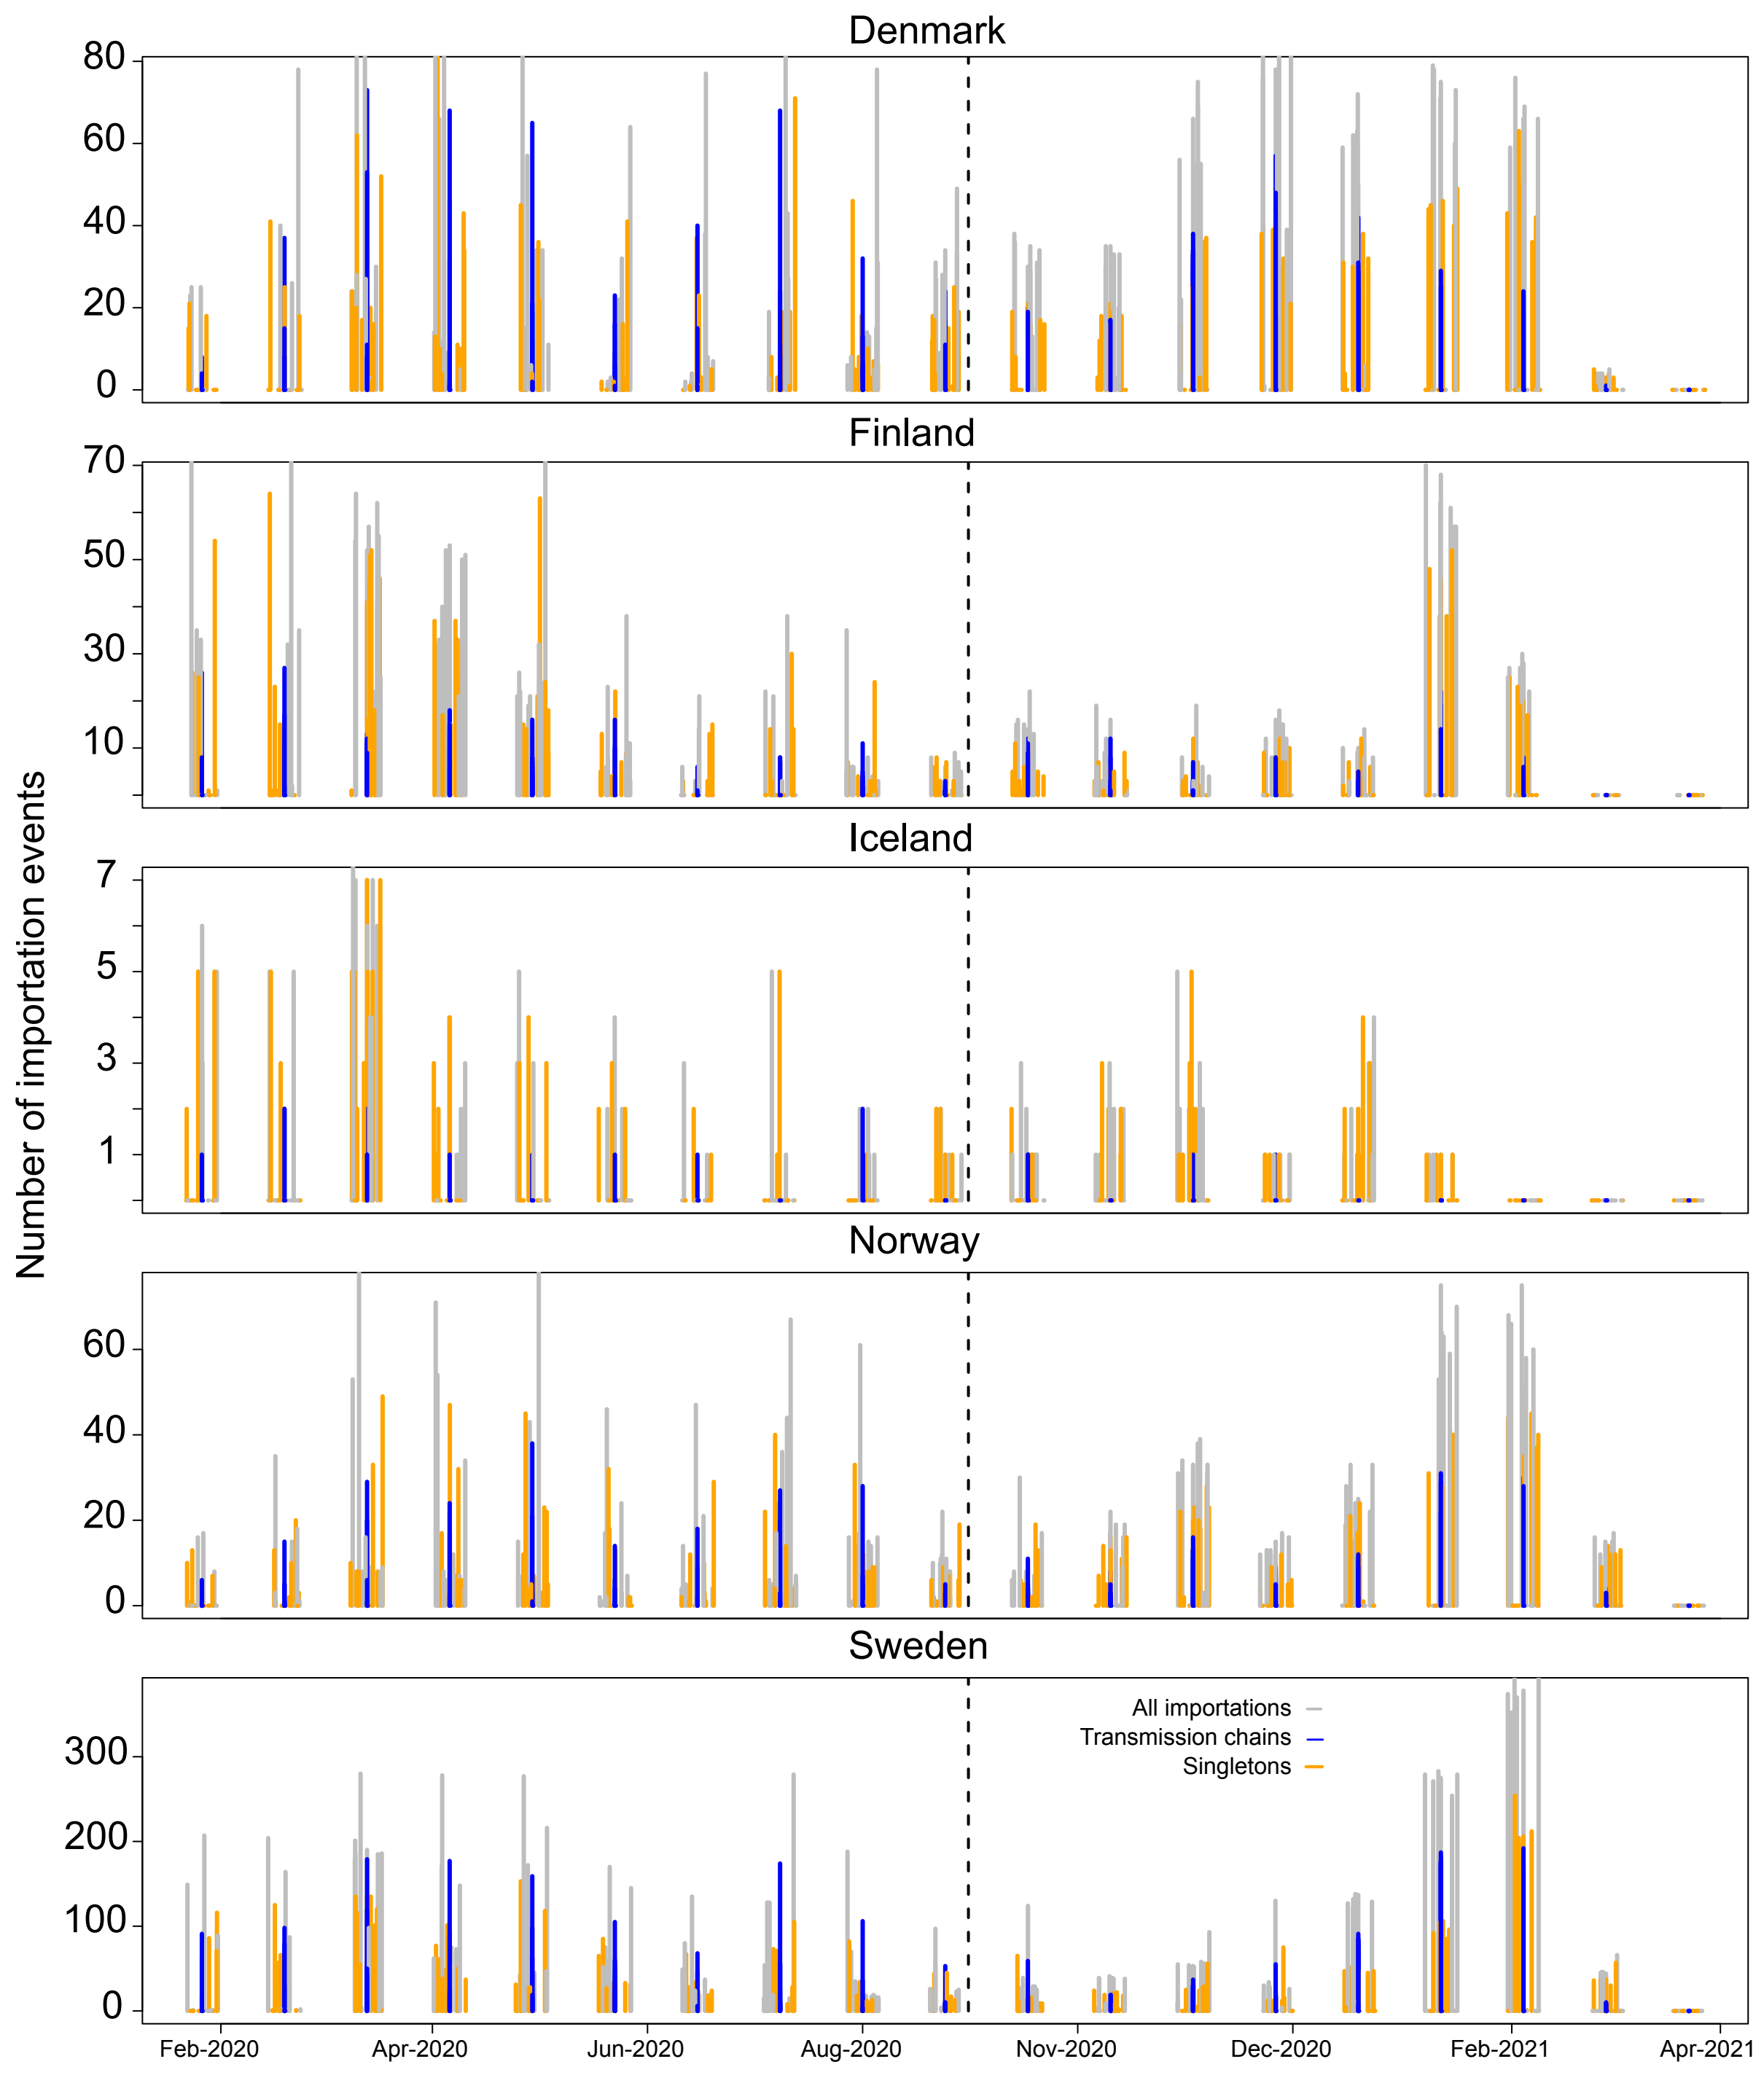 Denmark
80
60
40
20
0
Finland
70
50
30
10
Iceland
7
5
3
1
Number of importation events
Norway
60
40
20
0
Sweden
All importations
Transmission chains
Singletons
300
200
100
0
Feb-2020 Apr-2020 Jun-2020 Aug-2020 Nov-2020 Dec-2020 Feb-2021 Apr-2021